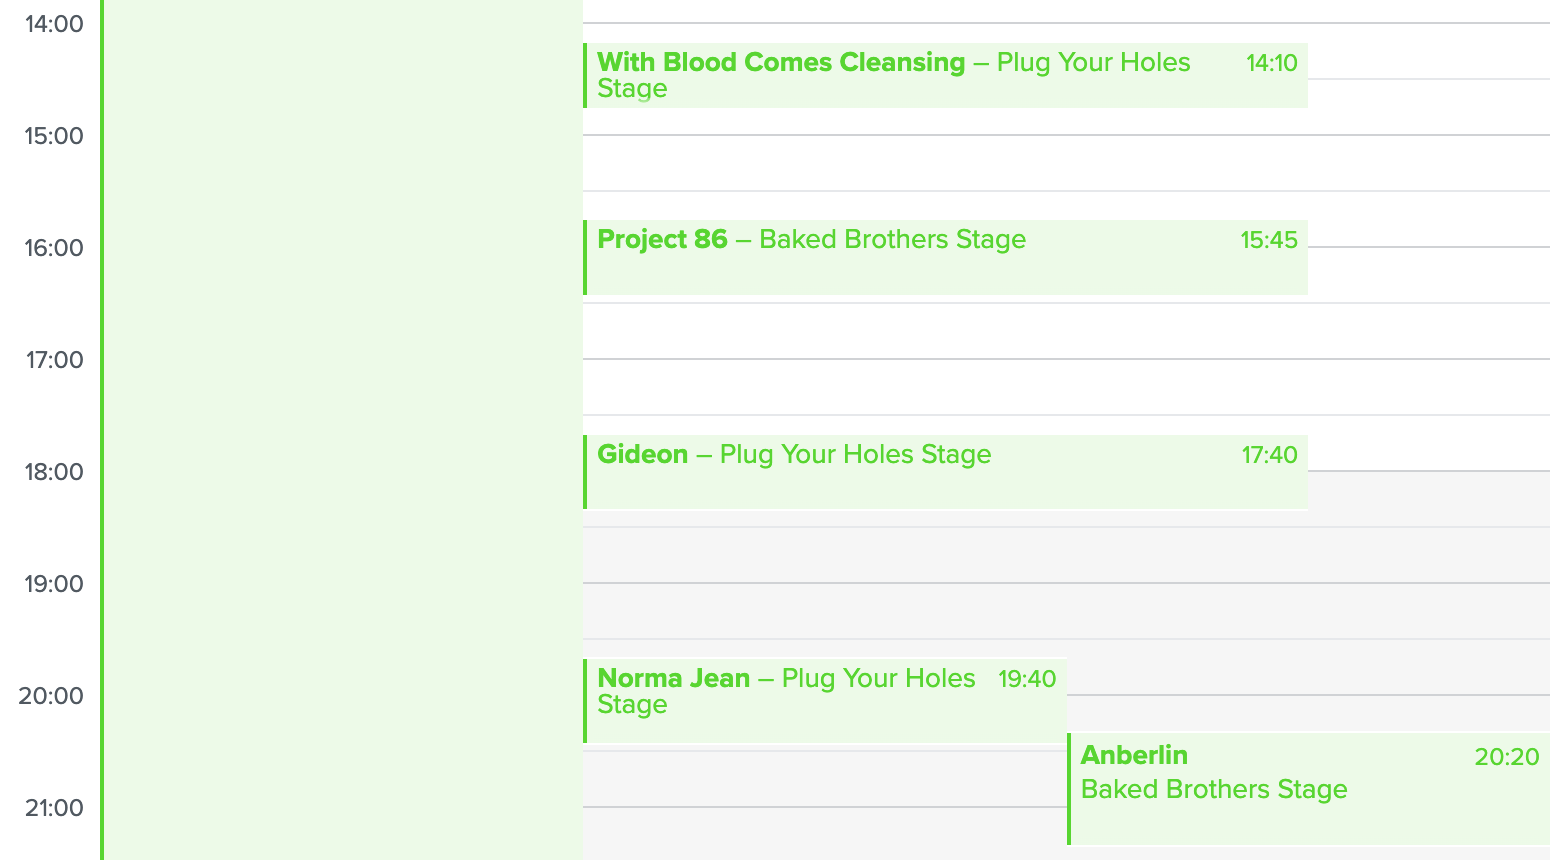 14:00
With Blood Comes Cleansing – Plug Your Holes 14:10
Stage
15:00
Project 86 – Baked Brothers Stage 15:45
16:00
17:00
Gideon – Plug Your Holes Stage 17:40
18:00
19:00
Norma Jean – Plug Your Holes 19:40
Stage
20:00
Anberlin 20:20
Baked Brothers Stage
21:00